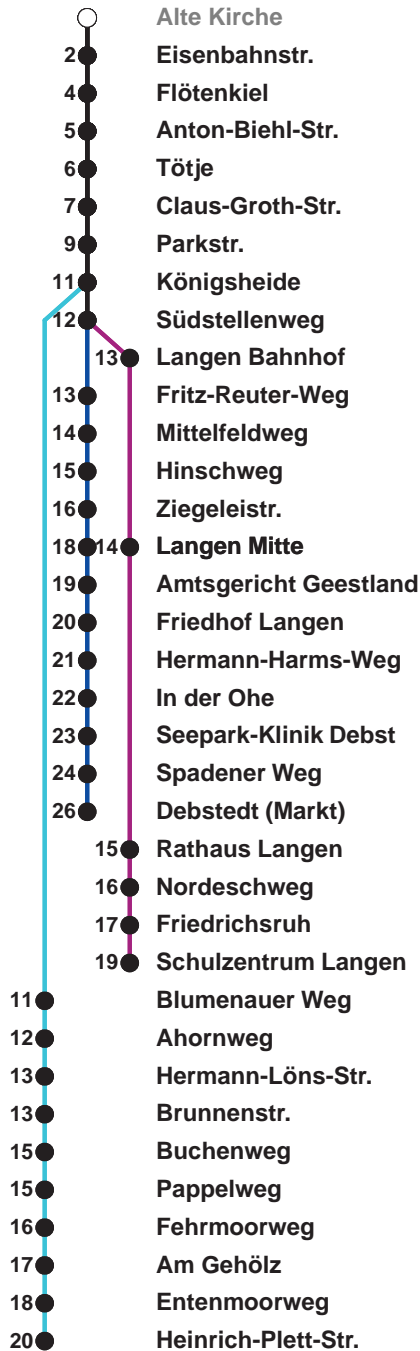 Alte Kirche
2 Eisenbahnstr.
4 Flötenkiel
5 Anton-Biehl-Str.
6 Tötje
7 Claus-Groth-Str.
9 Parkstr.
11 Königsheide
12 Südstellenweg
13 Langen Bahnhof
13 Fritz-Reuter-Weg
14 Mittelfeldweg
15 Hinschweg
16 Ziegeleistr.
18 14 Langen Mitte
19 Amtsgericht Geestland
20 Friedhof Langen
21 Hermann-Harms-Weg
22 In der Ohe
23 Seepark-Klinik Debst
24 Spadener Weg
26 Debstedt (Markt)
15 Rathaus Langen
16 Nordeschweg
17 Friedrichsruh
19 Schulzentrum Langen
11 Blumenauer Weg
12 Ahornweg
13 Hermann-Löns-Str.
13 Brunnenstr.
15 Buchenweg
15 Pappelweg
16 Fehrmoorweg
17 Am Gehölz
18 Entenmoorweg
20 Heinrich-Plett-Str.